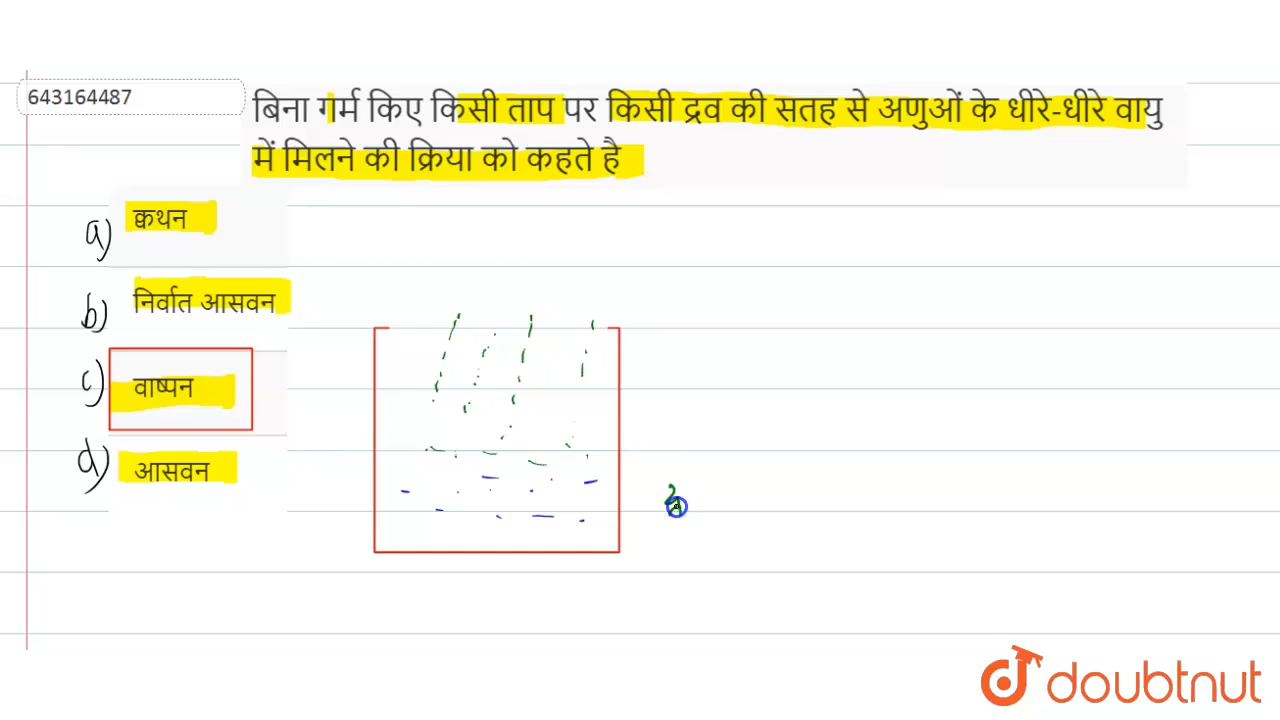 643164487
बिना गर्म किए किसी ताप पर किसी द्रव की सतह से अणुओं के धीरे-धीरे वायु
में मिलने की क्रिया को कहते है
a) क्वथन
b) निर्वात आसवन
c) वाष्पन
d) आसवन
doubtnut